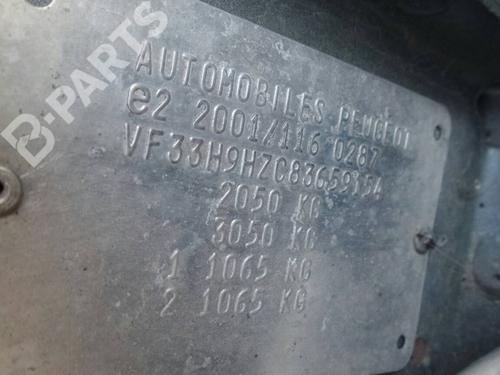 B-PARTS
AUTOMOBILES PEUGEOT
e2 2001/116 0287
2050 KG
3050 KG
1 1065 KG
2 1065 KG